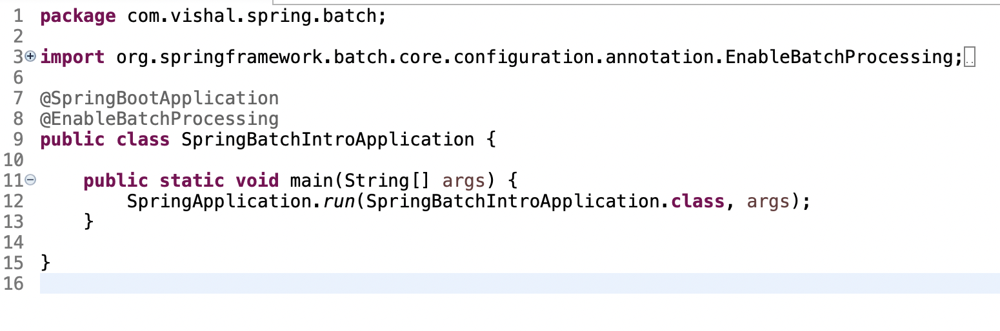 1 package com.vishal.spring.batch;
2
3 import org.springframework.batch.core.configuration.annotation.EnableBatchProcessing;..
6
7 @SpringBootApplication
8 @EnableBatchProcessing
9 public class SpringBatchIntroApplication {
10
11     public static void main(String[] args) {
12         SpringApplication.run(SpringBatchIntroApplication.class, args);
13     }
14
15 }
16